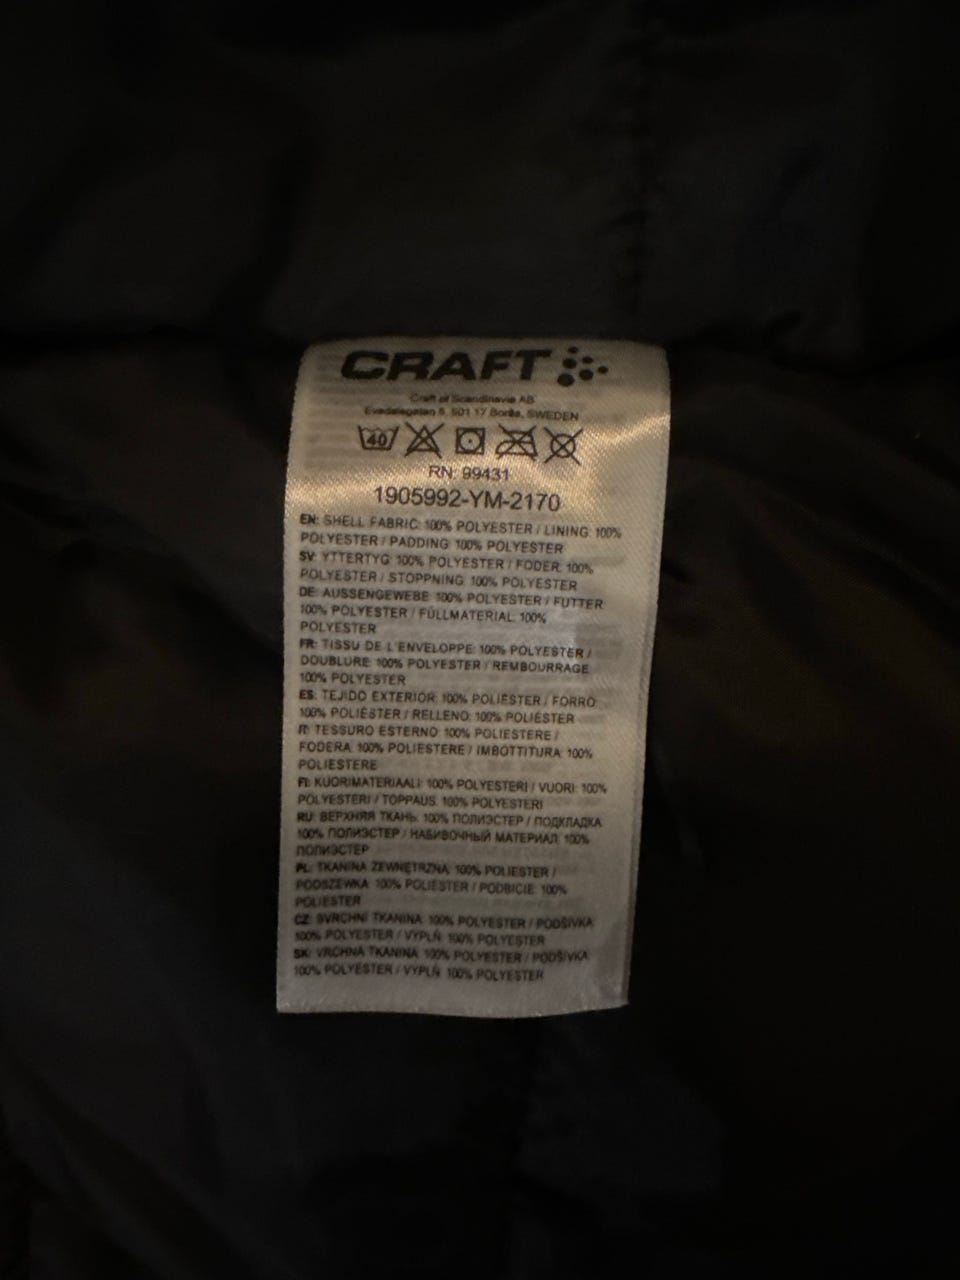 CRAFT
Craft of Scandinavia AB
Evedalsgatan 5, 501 17 Borås, SWEDEN
40
RN: 99431
1905992-YM-2170
EN: SHELL FABRIC: 100% POLYESTER / LINING: 100%
POLYESTER / PADDING: 100% POLYESTER
SV: YTTERTYG: 100% POLYESTER / FODER: 100%
POLYESTER / STOPPNING: 100% POLYESTER
DE: AUSSENGEWEBE: 100% POLYESTER / FUTTER:
100% POLYESTER / FÜLLMATERIAL: 100%
POLYESTER
FR: TISSU DE L'ENVELOPPE: 100% POLYESTER /
DOUBLURE: 100% POLYESTER / REMBOURRAGE:
100% POLYESTER
ES: TEJIDO EXTERIOR: 100% POLIÉSTER / FORRO:
100% POLIÉSTER / RELLENO: 100% POLIÉSTER
IT: TESSURO ESTERNO: 100% POLIESTERE /
FODERA: 100% POLIESTERE / IMBOTTITURA: 100%
POLIESTERE
FI: KUORIMATERIAALI: 100% POLYESTERI / VUORI: 100%
POLYESTERI / TOPPAUS: 100% POLYESTERI
RU: ВЕРХНЯЯ ТКАНЬ: 100% ПОЛИЭСТЕР / ПОДКЛАДКА:
100% ПОЛИЭСТЕР / НАБИВОЧНЫЙ МАТЕРИАЛ: 100%
ПОЛИЭСТЕР
PL: TKANINA ZEWNĘTRZNA: 100% POLIESTER /
PODSZEWKA: 100% POLIESTER / PODBICIE: 100%
POLIESTER
CZ: SVRCHNÍ TKANINA: 100% POLYESTER / PODŠÍVKA:
100% POLYESTER / VÝPLŇ: 100% POLYESTER
SK: VRCHNÁ TKANINA: 100% POLYESTER / PODŠÍVKA:
100% POLYESTER / VÝPLŇ: 100% POLYESTER